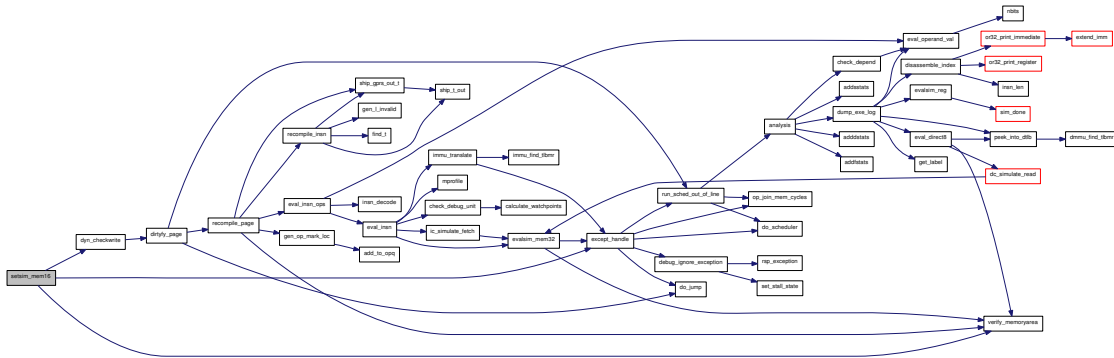 setsim_mem16
dyn_checkwrite
dirtyfy_page
recompile_page
recompile_insn
eval_insn_ops
gen_op_mark_loc
ship_gprs_out_t
gen_l_invalid
find_t
insn_decode
eval_insn
add_to_opq
ship_t_out
immu_translate
mprofile
check_debug_unit
ic_simulate_fetch
immu_find_tlbmr
calculate_watchpoints
evalsim_mem32
except_handle
run_sched_out_of_line
debug_ignore_exception
do_jump
analysis
op_join_mem_cycles
do_scheduler
rsp_exception
set_stall_state
check_depend
addsstats
dump_exe_log
adddstats
addfstats
eval_operand_val
disassemble_index
evalsim_reg
eval_direct8
get_label
nbits
or32_print_immediate
or32_print_register
insn_len
sim_done
peek_into_dtlb
dc_simulate_read
verify_memoryarea
extend_imm
dmmu_find_tlbmr